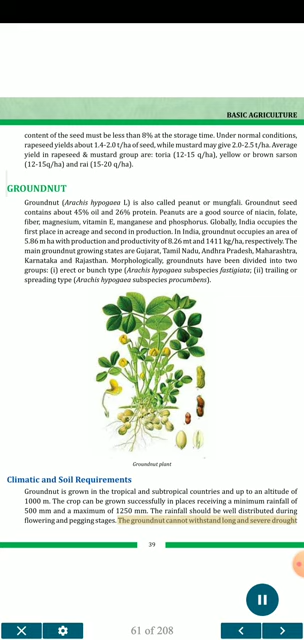 BASIC AGRICULTURE
content of the seed must be less than 8% at the storage time. Under normal conditions,
rapeseed yields about 1.4-2.0 t/ha of seed, while mustard may give 2.0-2.5 t/ha. Average
yield in rapeseed & mustard group are: toria (12-15 q/ha), yellow or brown sarson
(12-15q/ha) and rai (15-20 q/ha).
GROUNDNUT
Groundnut (Arachis hypogaea L) is also called peanut or mungfali. Groundnut seed
contains about 45% oil and 26% protein. Peanuts are a good source of niacin, folate,
fiber, magnesium, vitamin E, manganese and phosphorus. Globally, India occupies the
first place in acreage and second in production. In India, groundnut occupies an area of
5.86 m ha with production and productivity of 8.26 mt and 1411 kg/ha, respectively. The
main groundnut growing states are Gujarat, Tamil Nadu, Andhra Pradesh, Maharashtra,
Karnataka and Rajasthan. Morphologically, groundnuts have been divided into two
groups: (i) erect or bunch type (Arachis hypogaea subspecies fastigiata; (ii) trailing or
spreading type (Arachis hypogaea subspecies procumbens).
Groundnut plant
Climatic and Soil Requirements
Groundnut is grown in the tropical and subtropical countries and up to an altitude of
1000 m. The crop can be grown successfully in places receiving a minimum rainfall of
500 mm and a maximum of 1250 mm. The rainfall should be well distributed during
flowering and pegging stages. The groundnut cannot withstand long and severe drought
39
61 of 208